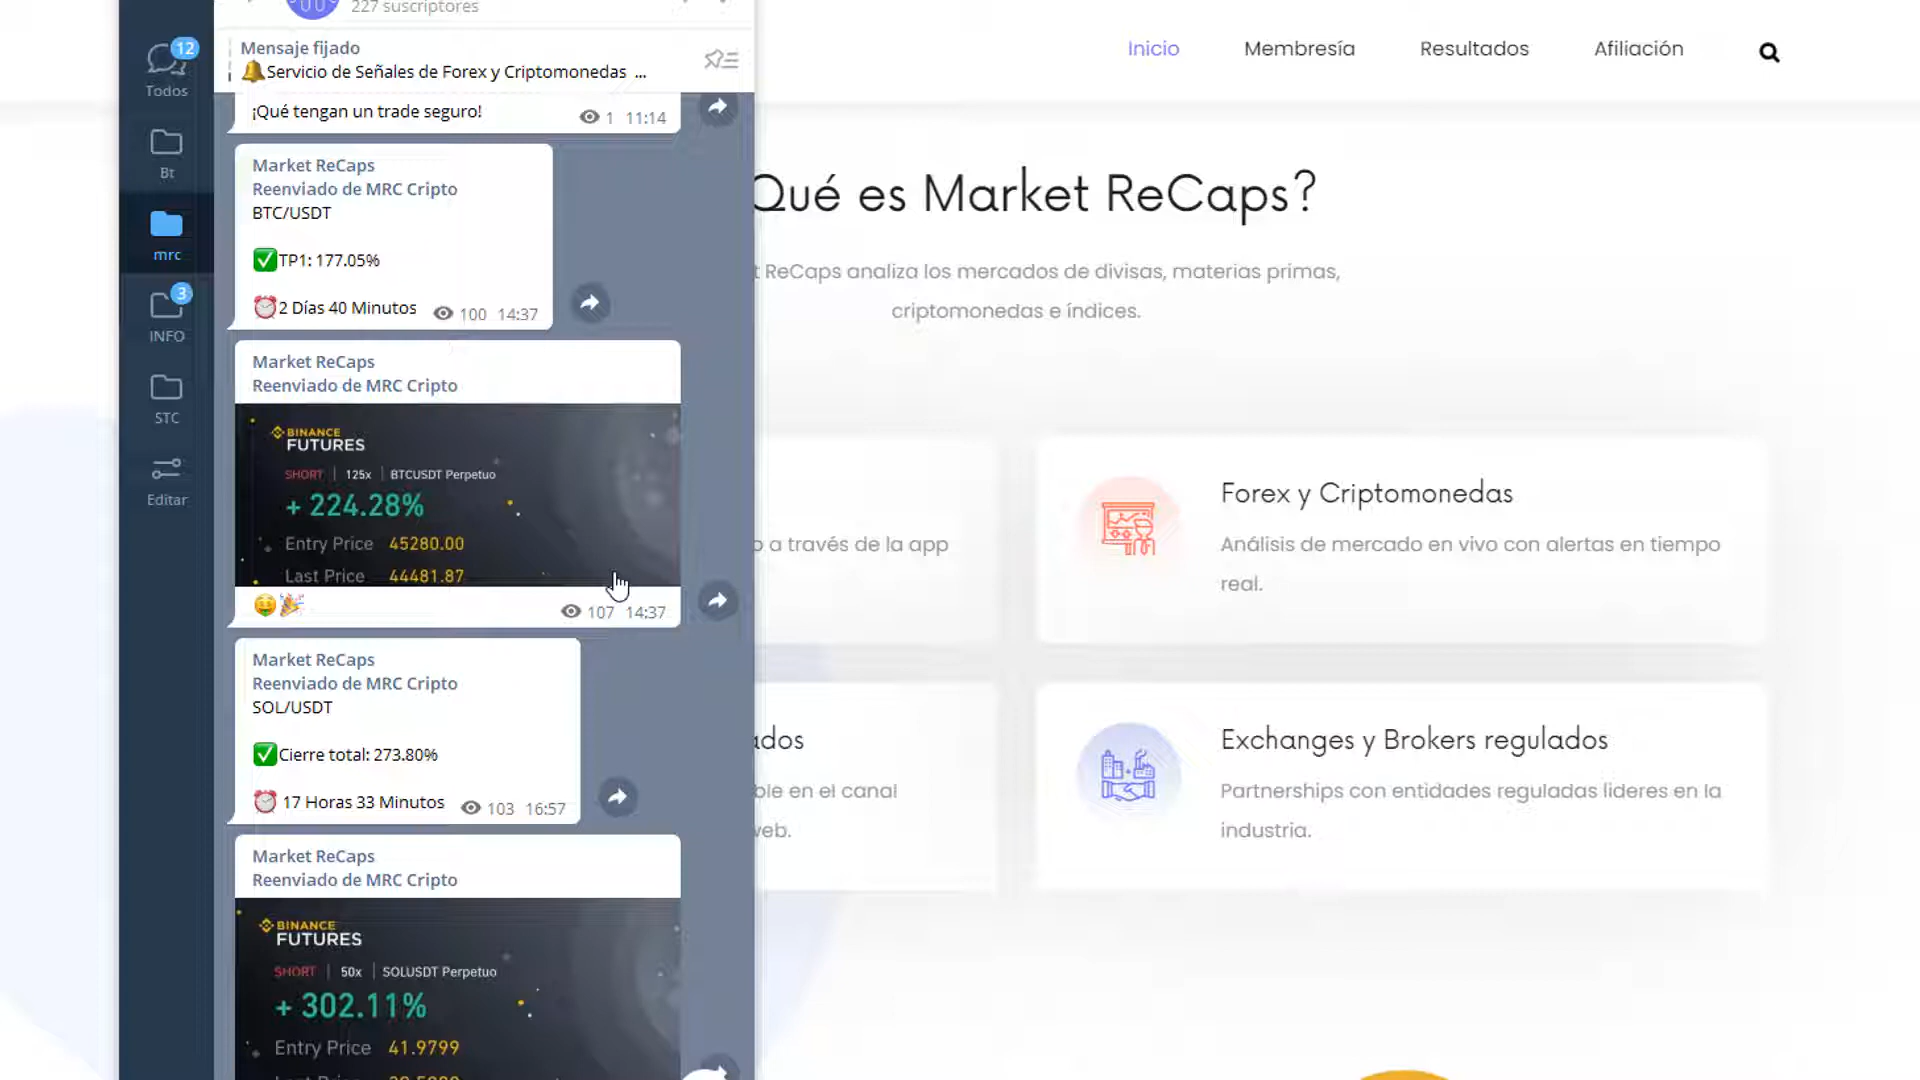 227 suscriptores
12
Todos
Bt
mrc
3
INFO
STC
Editar
Mensaje fijado
🔔Servicio de Señales de Forex y Criptomonedas ...
¡Qué tengan un trade seguro!
1 11:14
Market ReCaps
Reenviado de MRC Cripto
BTC/USDT
✅TP1: 177.05%
⏰2 Días 40 Minutos
100 14:37
Market ReCaps
Reenviado de MRC Cripto
BINANCE
FUTURES
SHORT | 125x | BTCUSDT Perpetuo
+ 224.28%
Entry Price 45280.00
Last Price 44481.87
🤑🎉
107 14:37
Market ReCaps
Reenviado de MRC Cripto
SOL/USDT
✅Cierre total: 273.80%
⏰ 17 Horas 33 Minutos
103 16:57
Market ReCaps
Reenviado de MRC Cripto
BINANCE
FUTURES
SHORT | 50x | SOLUSDT Perpetuo
+ 302.11%
Entry Price 41.9799
Inicio
Membresía
Resultados
Afiliación
Qué es Market ReCaps?
ReCaps analiza los mercados de divisas, materias primas,
criptomonedas e índices.
a través de la app
Forex y Criptomonedas
Análisis de mercado en vivo con alertas en tiempo
real.
en el canal
Exchanges y Brokers regulados
Partnerships con entidades reguladas lideres en la
industria.